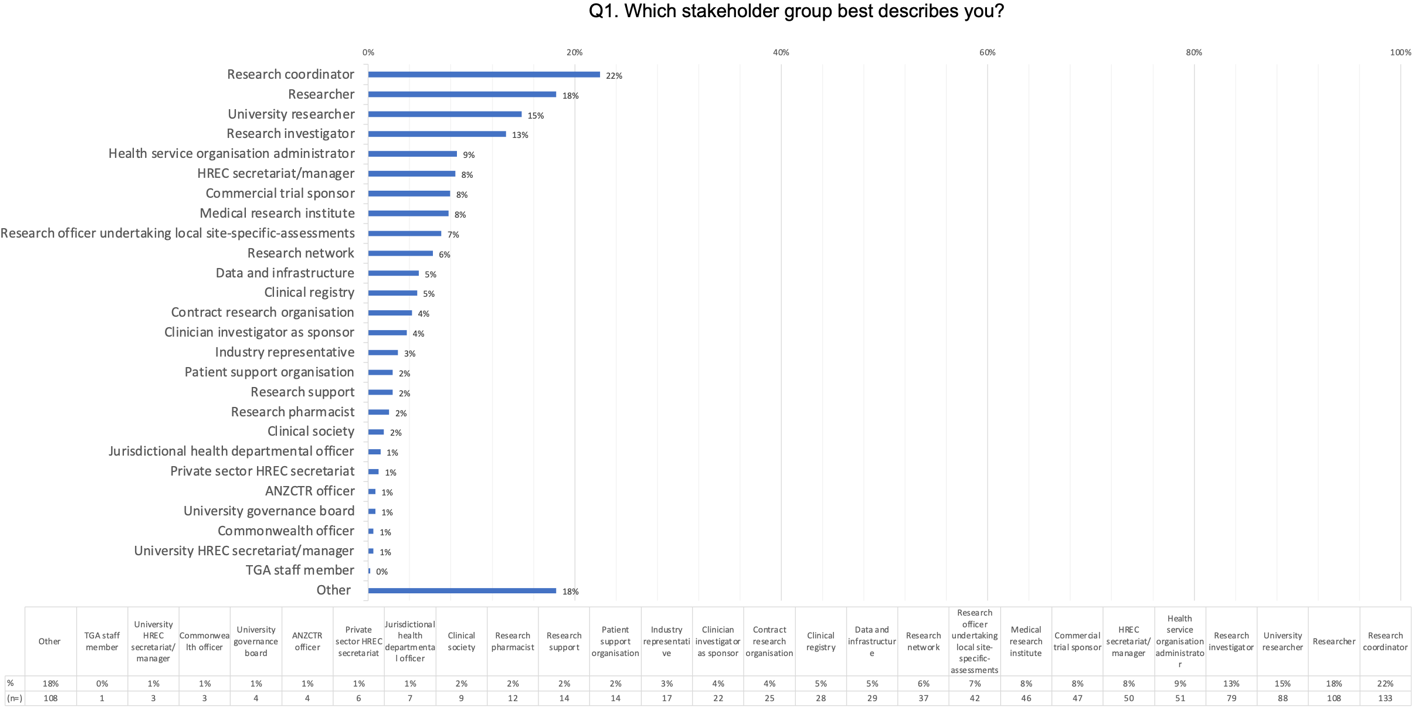 Q1. Which stakeholder group best describes you?
0% 20% 40% 60% 80% 100%
Research coordinator 22%
Researcher 18%
University researcher 15%
Research investigator 13%
Health service organisation administrator 9%
HREC secretariat/manager 8%
Commercial trial sponsor 8%
Medical research institute 8%
Research officer undertaking local site-specific-assessments 7%
Research network 6%
Data and infrastructure 5%
Clinical registry 5%
Contract research organisation 4%
Clinician investigator as sponsor 4%
Industry representative 3%
Patient support organisation 2%
Research support 2%
Research pharmacist 2%
Clinical society 2%
Jurisdictional health departmental officer 1%
Private sector HREC secretariat 1%
ANZCTR officer 1%
University governance board 1%
Commonwealth officer 1%
University HREC secretariat/manager 1%
TGA staff member 0%
Other 18%
Other
TGA staff
member
University
HREC
secretariat/
manager
Commonwea
lth officer
University
governance
board
ANZCTR
officer
Private
sector HREC
secretariat
Jurisdictional
health
departmenta
l officer
Clinical
society
Research
pharmacist
Research
support
Patient
support
organisation
Industry
representati
ve
Clinician
investigator
as sponsor
Contract
research
organisation
Clinical
registry
Data and
infrastructur
e
Research
network
Research
officer
undertaking
local site-
specific-
assessments
Medical
research
institute
Commercial
trial sponsor
HREC
secretariat/
manager
Health
service
organisation
administrato
r
Research
investigator
University
researcher
Researcher
Research
coordinator
% 18% 0% 1% 1% 1% 1% 1% 1% 2% 2% 2% 2% 3% 4% 4% 5% 5% 6% 7% 8% 8% 8% 9% 13% 15% 18% 22%
(n=) 108 1 3 3 4 4 6 7 9 12 14 14 17 22 25 28 29 37 42 46 47 50 51 79 88 108 133